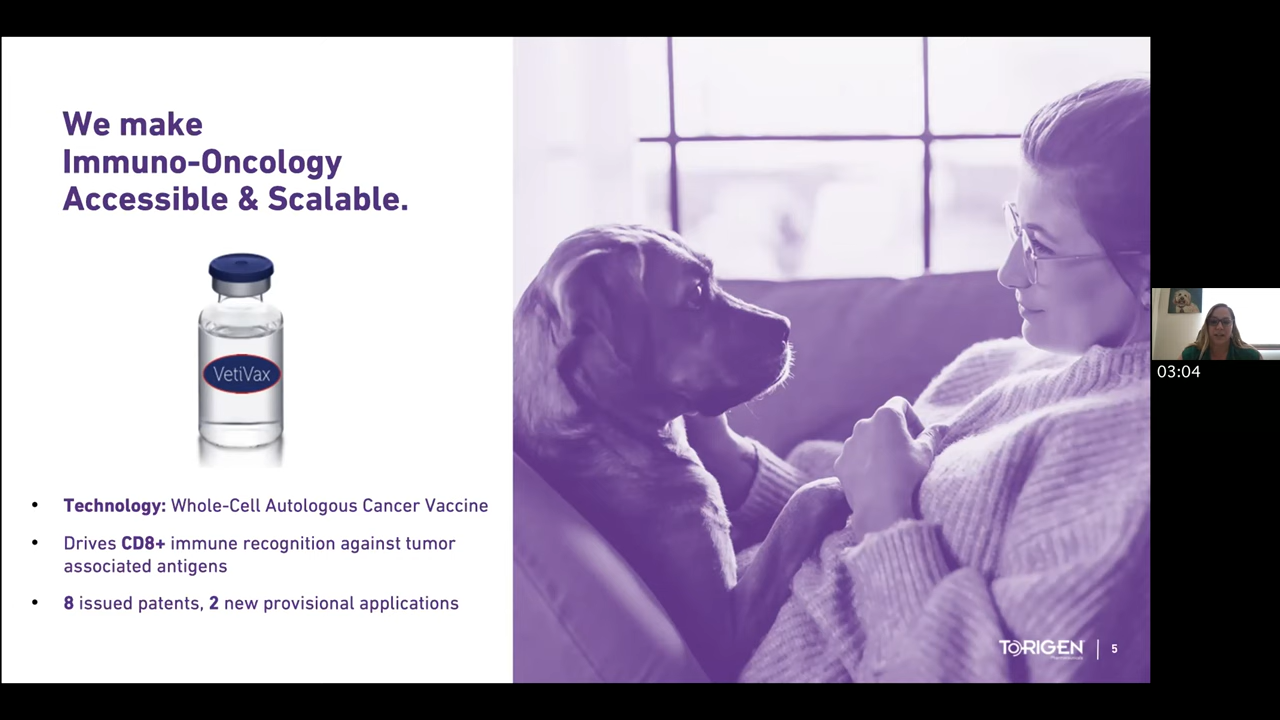 We make
Immuno-Oncology
Accessible & Scalable.
VetiVax
• Technology: Whole-Cell Autologous Cancer Vaccine
• Drives CD8+ immune recognition against tumor
associated antigens
• 8 issued patents, 2 new provisional applications
TORIGEN
Pharmaceuticals
5
03:04